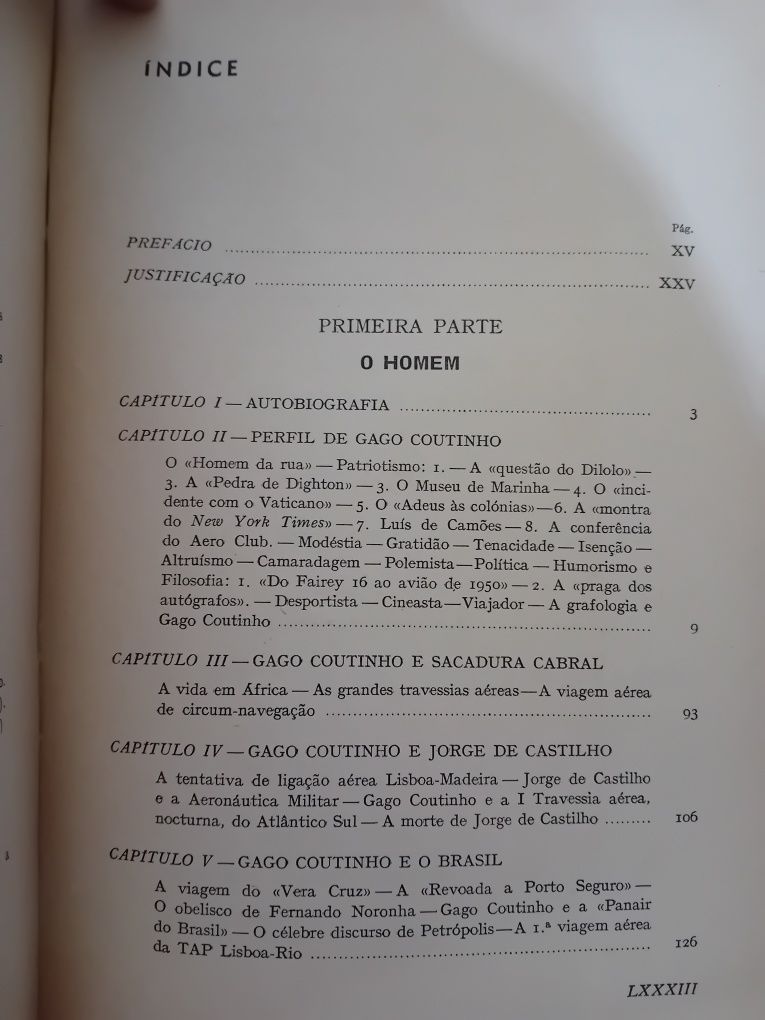 ÍNDICE
Pág.
PREFÁCIO ........................................ XV
JUSTIFICAÇÃO ........................................ XXV
PRIMEIRA PARTE
O HOMEM
CAPÍTULO I — AUTOBIOGRAFIA ........................................ 3
CAPÍTULO II — PERFIL DE GAGO COUTINHO
O «Homem da rua» — Patriotismo: 1. — A «questão do Dilolo» —
3. A «Pedra de Dighton» — 3. O Museu de Marinha — 4. O «inci-
dente com o Vaticano» — 5. O «Adeus às colónias» — 6. A «montra
do New York Times» — 7. Luís de Camões — 8. A conferência
do Aero Club. — Modéstia — Gratidão — Tenacidade — Isenção —
Altruísmo — Camaradagem — Polemista — Política — Humorismo e
Filosofia: 1. «Do Fairey 16 ao avião de 1950» — 2. A «praga dos
autógrafos». — Desportista — Cineasta — Viajador — A grafologia e
Gago Coutinho ........................................ 9
CAPÍTULO III — GAGO COUTINHO E SACADURA CABRAL
A vida em África — As grandes travessias aéreas — A viagem aérea
de circum-navegação ........................................ 93
CAPÍTULO IV — GAGO COUTINHO E JORGE DE CASTILHO
A tentativa de ligação aérea Lisboa-Madeira — Jorge de Castilho
e a Aeronáutica Militar — Gago Coutinho e a I Travessia aérea,
nocturna, do Atlântico Sul — A morte de Jorge de Castilho ......... 106
CAPÍTULO V — GAGO COUTINHO E O BRASIL
A viagem do «Vera Cruz» — A «Revoada a Porto Seguro» —
O obelisco de Fernando Noronha — Gago Coutinho e a «Panair
do Brasil» — O célebre discurso de Petrópolis — A 1.ª viagem aérea
da TAP Lisboa-Rio ........................................ 126
LXXXIII